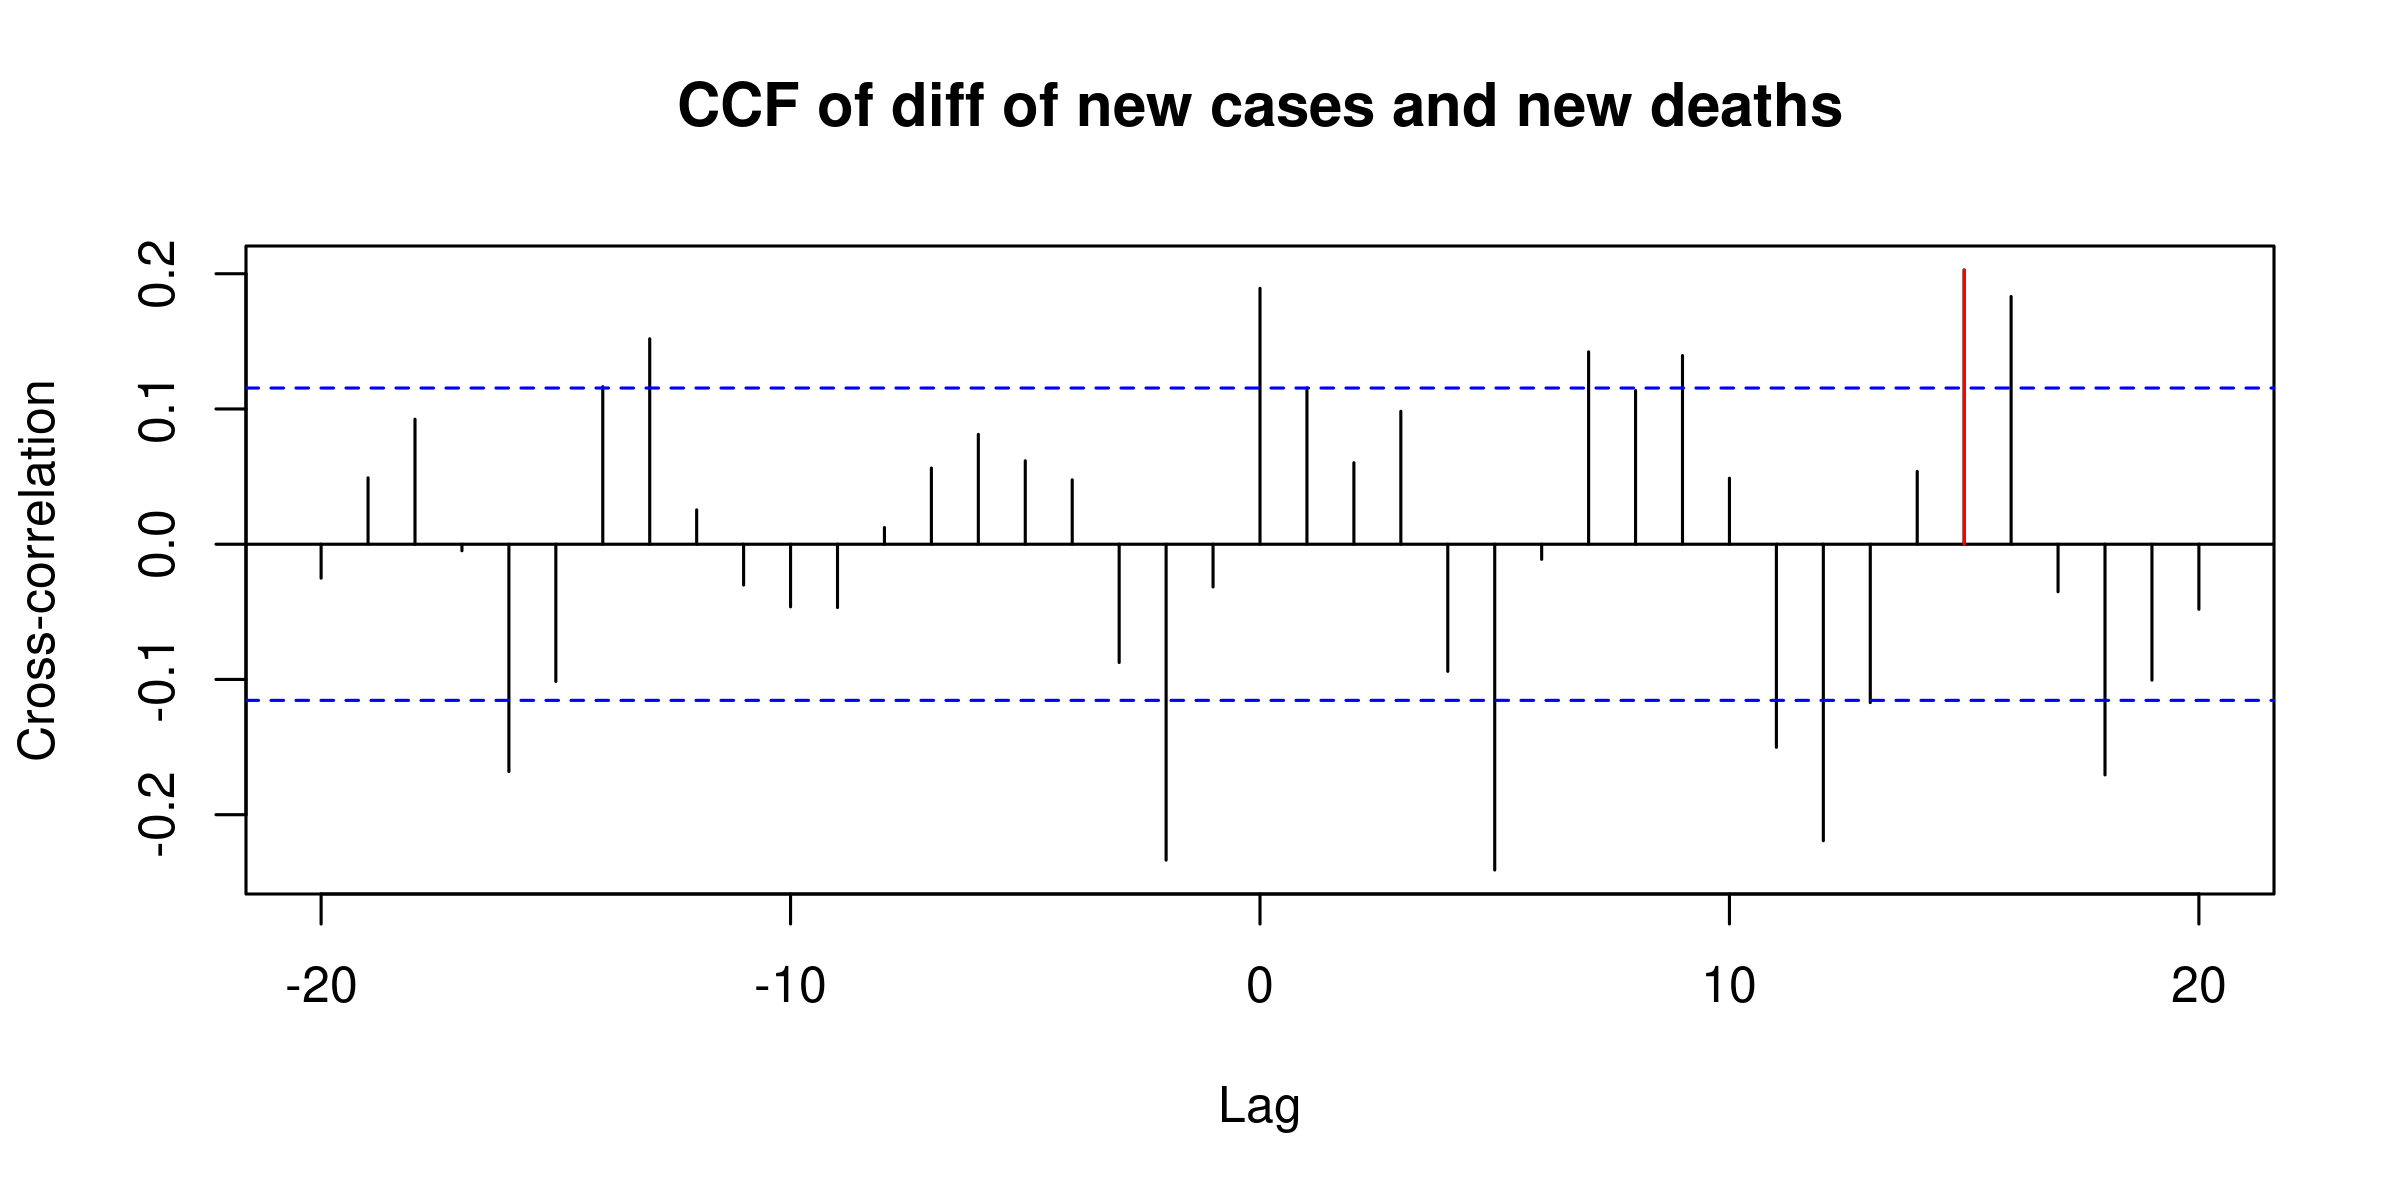 CCF of diff of new cases and new deaths
Cross-correlation
0.2
0.1
0.0
-0.1
-0.2
-20 -10 0 10 20
Lag